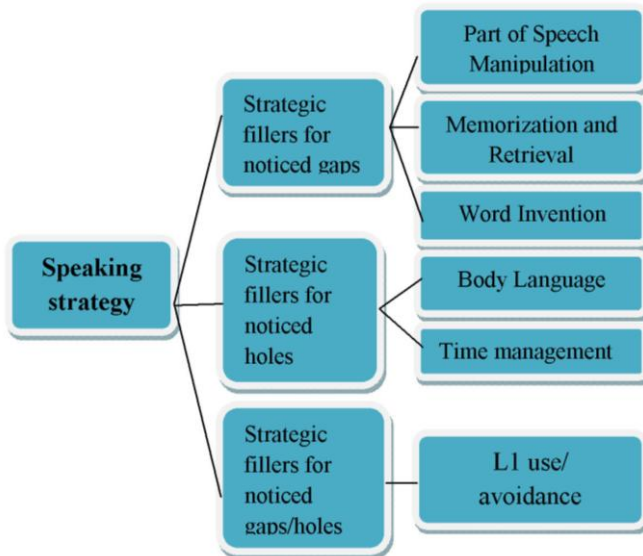 Speaking
strategy
Strategic
fillers for
noticed gaps
Part of Speech
Manipulation
Memorization and
Retrieval
Word Invention
Strategic
fillers for
noticed
holes
Body Language
Time management
Strategic
fillers for
noticed
gaps/holes
L1 use/
avoidance